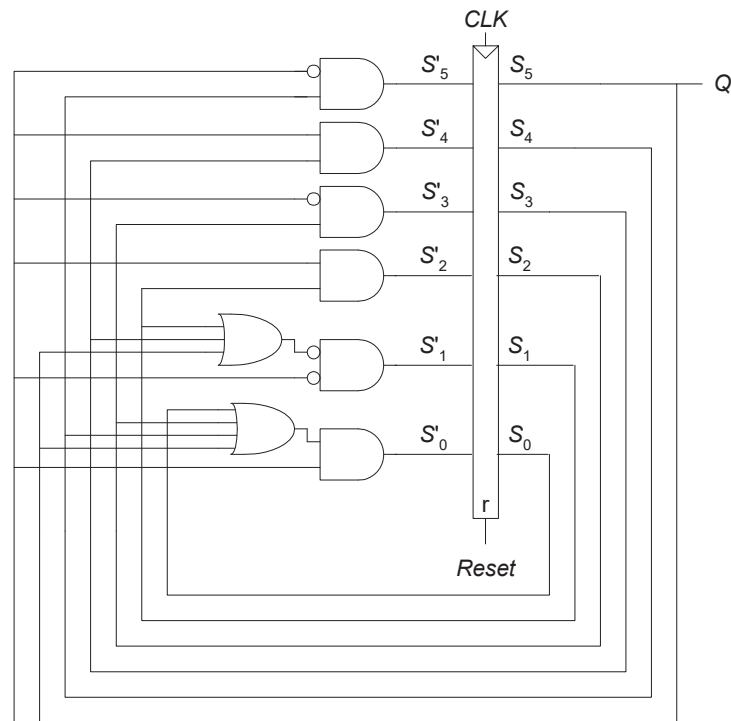 CLK
S'5 S5 Q
S'4 S4
S'3 S3
S'2 S2
S'1 S1
S'0 S0
r
Reset